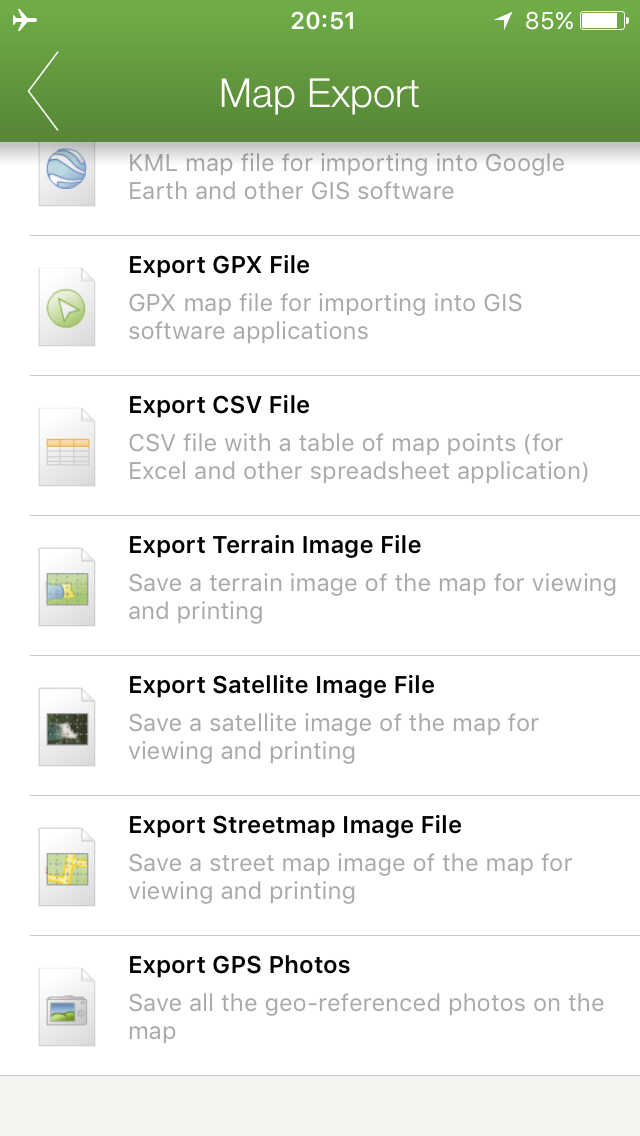 20:51
85%
Map Export
KML map file for importing into Google
Earth and other GIS software
Export GPX File
GPX map file for importing into GIS
software applications
Export CSV File
CSV file with a table of map points (for
Excel and other spreadsheet application)
Export Terrain Image File
Save a terrain image of the map for viewing
and printing
Export Satellite Image File
Save a satellite image of the map for
viewing and printing
Export Streetmap Image File
Save a street map image of the map for
viewing and printing
Export GPS Photos
Save all the geo-referenced photos on the
map